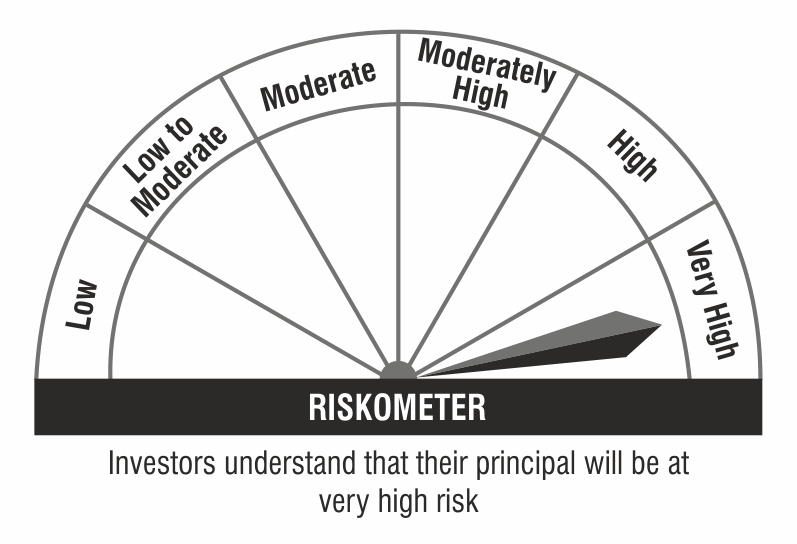 Low
Low to
Moderate
Moderate
Moderately
High
High
Very High
RISKOMETER
Investors understand that their principal will be at
very high risk